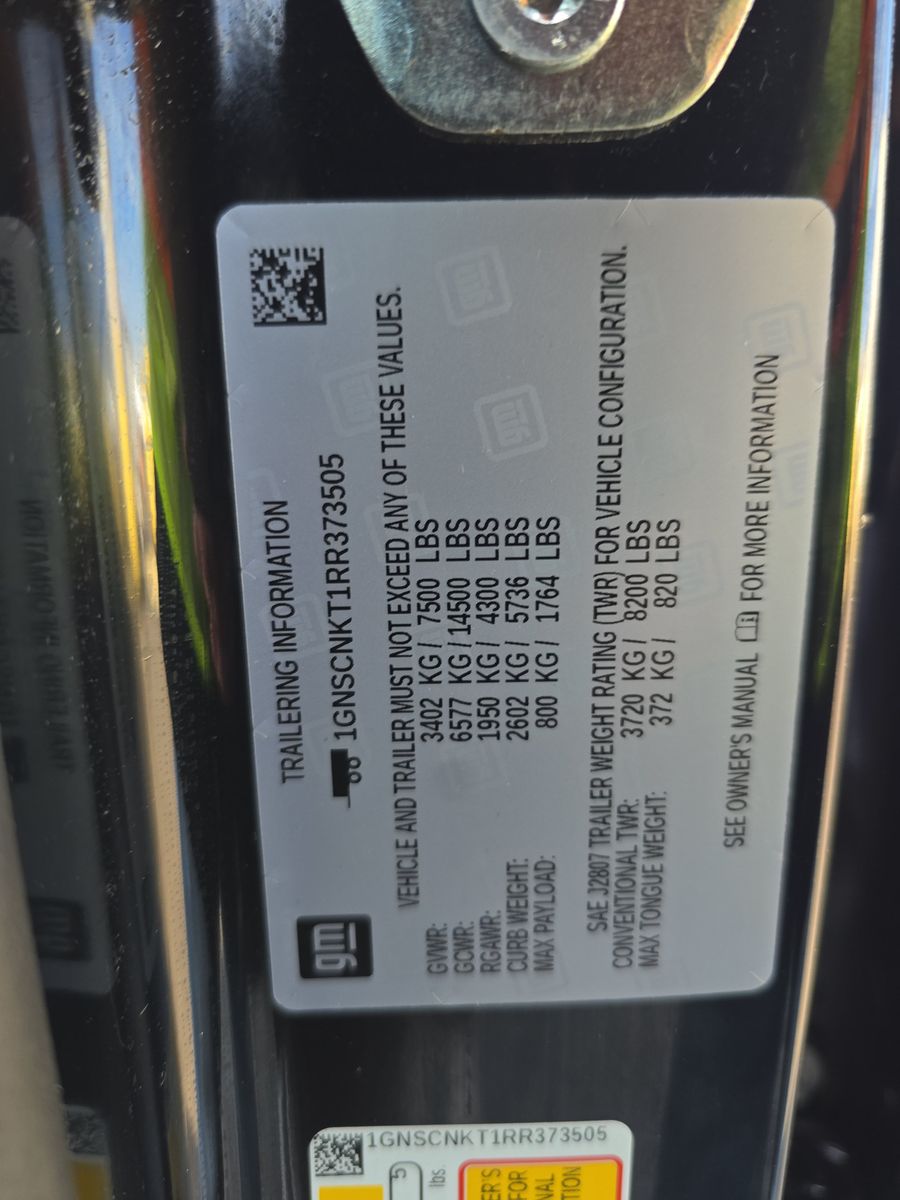 TRAILERING INFORMATION
gm
1GNSCNKT1RR373505
VEHICLE AND TRAILER MUST NOT EXCEED ANY OF THESE VALUES.
GVWR: 3402 KG / 7500 LBS
GCWR: 6577 KG / 14500 LBS
RGAWR: 1950 KG / 4300 LBS
CURB WEIGHT: 2602 KG / 5736 LBS
MAX PAYLOAD: 800 KG / 1764 LBS
SAE J2807 TRAILER WEIGHT RATING (TWR) FOR VEHICLE CONFIGURATION.
CONVENTIONAL TWR: 3720 KG / 8200 LBS
MAX TONGUE WEIGHT: 372 KG / 820 LBS
SEE OWNER'S MANUAL FOR MORE INFORMATION
1GNSCNKT1RR373505
5
lbs.